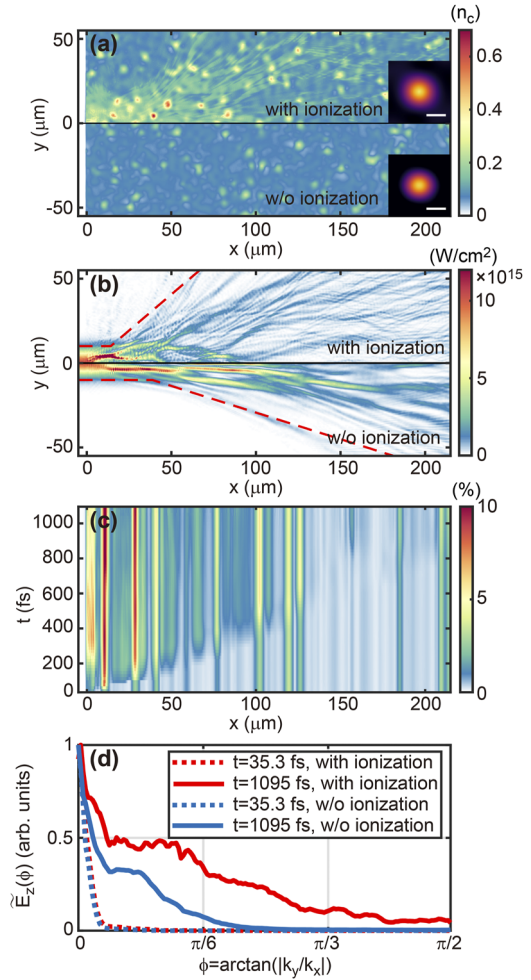 (a)
(n_c)
50
0
-50
y (μm)
with ionization
w/o ionization
0 50 100 150 200
x (μm)
0.6
0.4
0.2
0
(b)
(W/cm²)
×10¹⁵
50
0
-50
y (μm)
with ionization
w/o ionization
0 50 100 150 200
x (μm)
10
5
0
(c)
(%)
1000
800
600
400
200
0
t (fs)
0 50 100 150 200
x (μm)
10
5
0
(d)
1
0.5
0
Ẽ_z(ϕ) (arb. units)
t=35.3 fs, with ionization
t=1095 fs, with ionization
t=35.3 fs, w/o ionization
t=1095 fs, w/o ionization
0 π/6 π/3 π/2
ϕ=arctan(|k_y/k_x|)